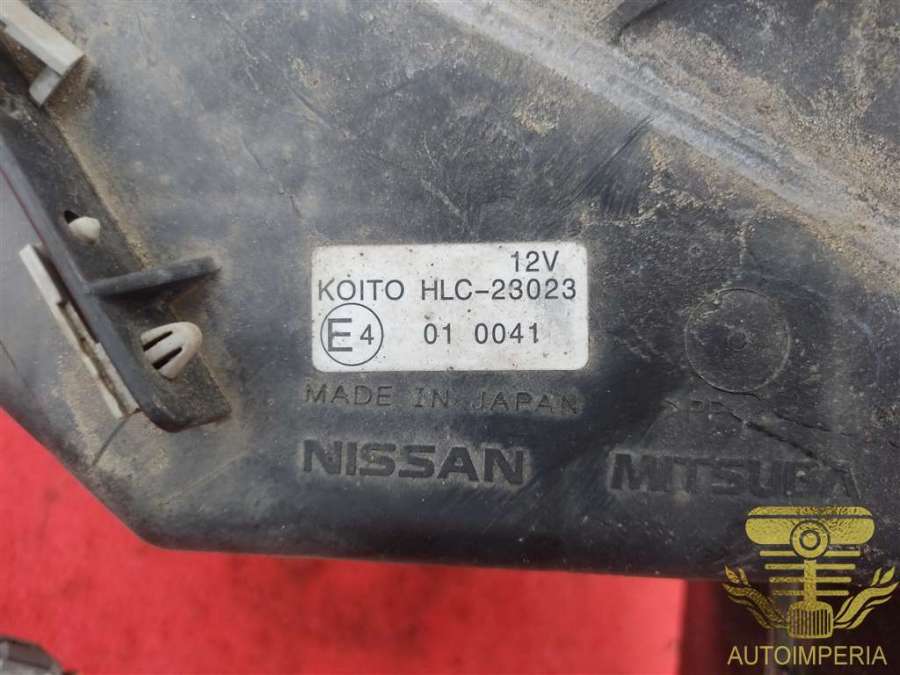 12V
KOITO HLC-23023
E4 01 0041
MADE IN JAPAN
NISSAN MITSUBA
AUTOIMPERIA